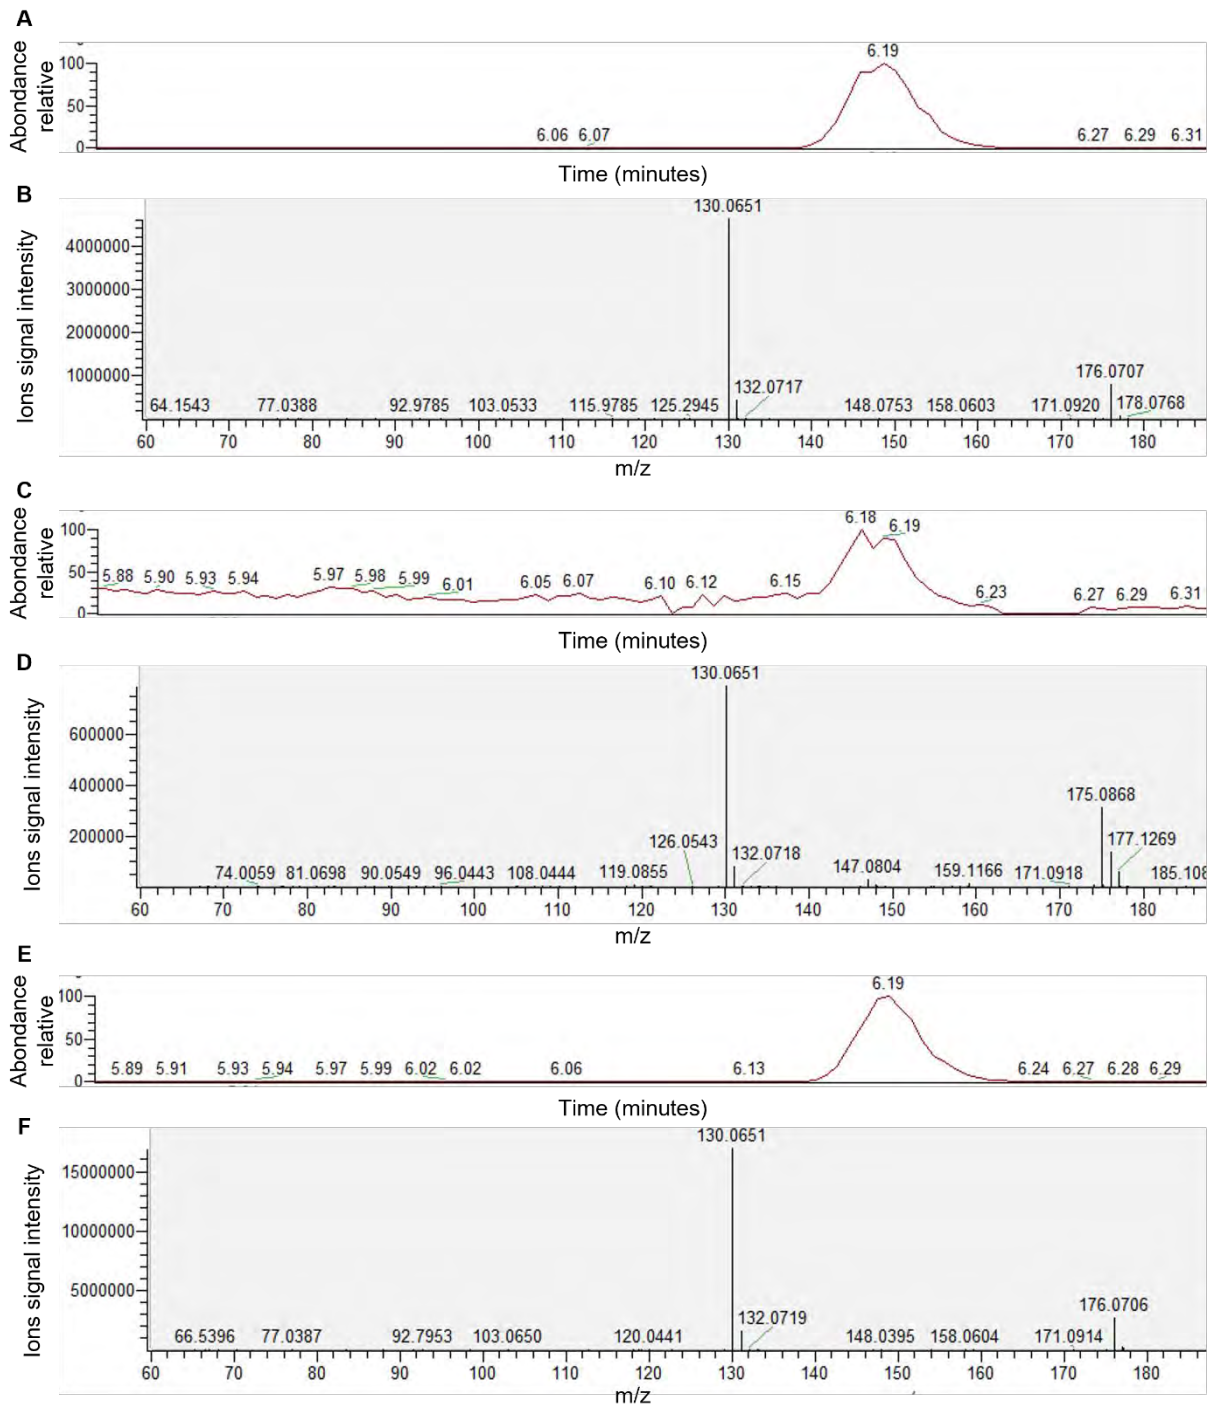 A
Abondance
relative
100
50
0
6.06 6.07 6.19 6.27 6.29 6.31
Time (minutes)
B
Ions signal intensity
4000000
3000000
2000000
1000000
130.0651
176.0707
132.0717
64.1543 77.0388 92.9785 103.0533 115.9785 125.2945 148.0753 158.0603 171.0920 178.0768
60 70 80 90 100 110 120 130 140 150 160 170 180
m/z
C
Abondance
relative
100
50
0
6.18 6.19
5.88 5.90 5.93 5.94 5.97 5.98 5.99 6.01 6.05 6.07 6.10 6.12 6.15 6.23 6.27 6.29 6.31
Time (minutes)
D
Ions signal intensity
600000
400000
200000
130.0651
175.0868
126.0543 132.0718 177.1269
74.0059 81.0698 90.0549 96.0443 108.0444 119.0855 147.0804 159.1166 171.0918 185.108
60 70 80 90 100 110 120 130 140 150 160 170 180
m/z
E
Abondance
relative
100
50
0
6.19
5.89 5.91 5.93 5.94 5.97 5.99 6.02 6.02 6.06 6.13 6.24 6.27 6.28 6.29
Time (minutes)
F
Ions signal intensity
15000000
10000000
5000000
130.0651
176.0706
132.0719
66.5396 77.0387 92.7953 103.0650 120.0441 148.0395 158.0604 171.0914
60 70 80 90 100 110 120 130 140 150 160 170 180
m/z